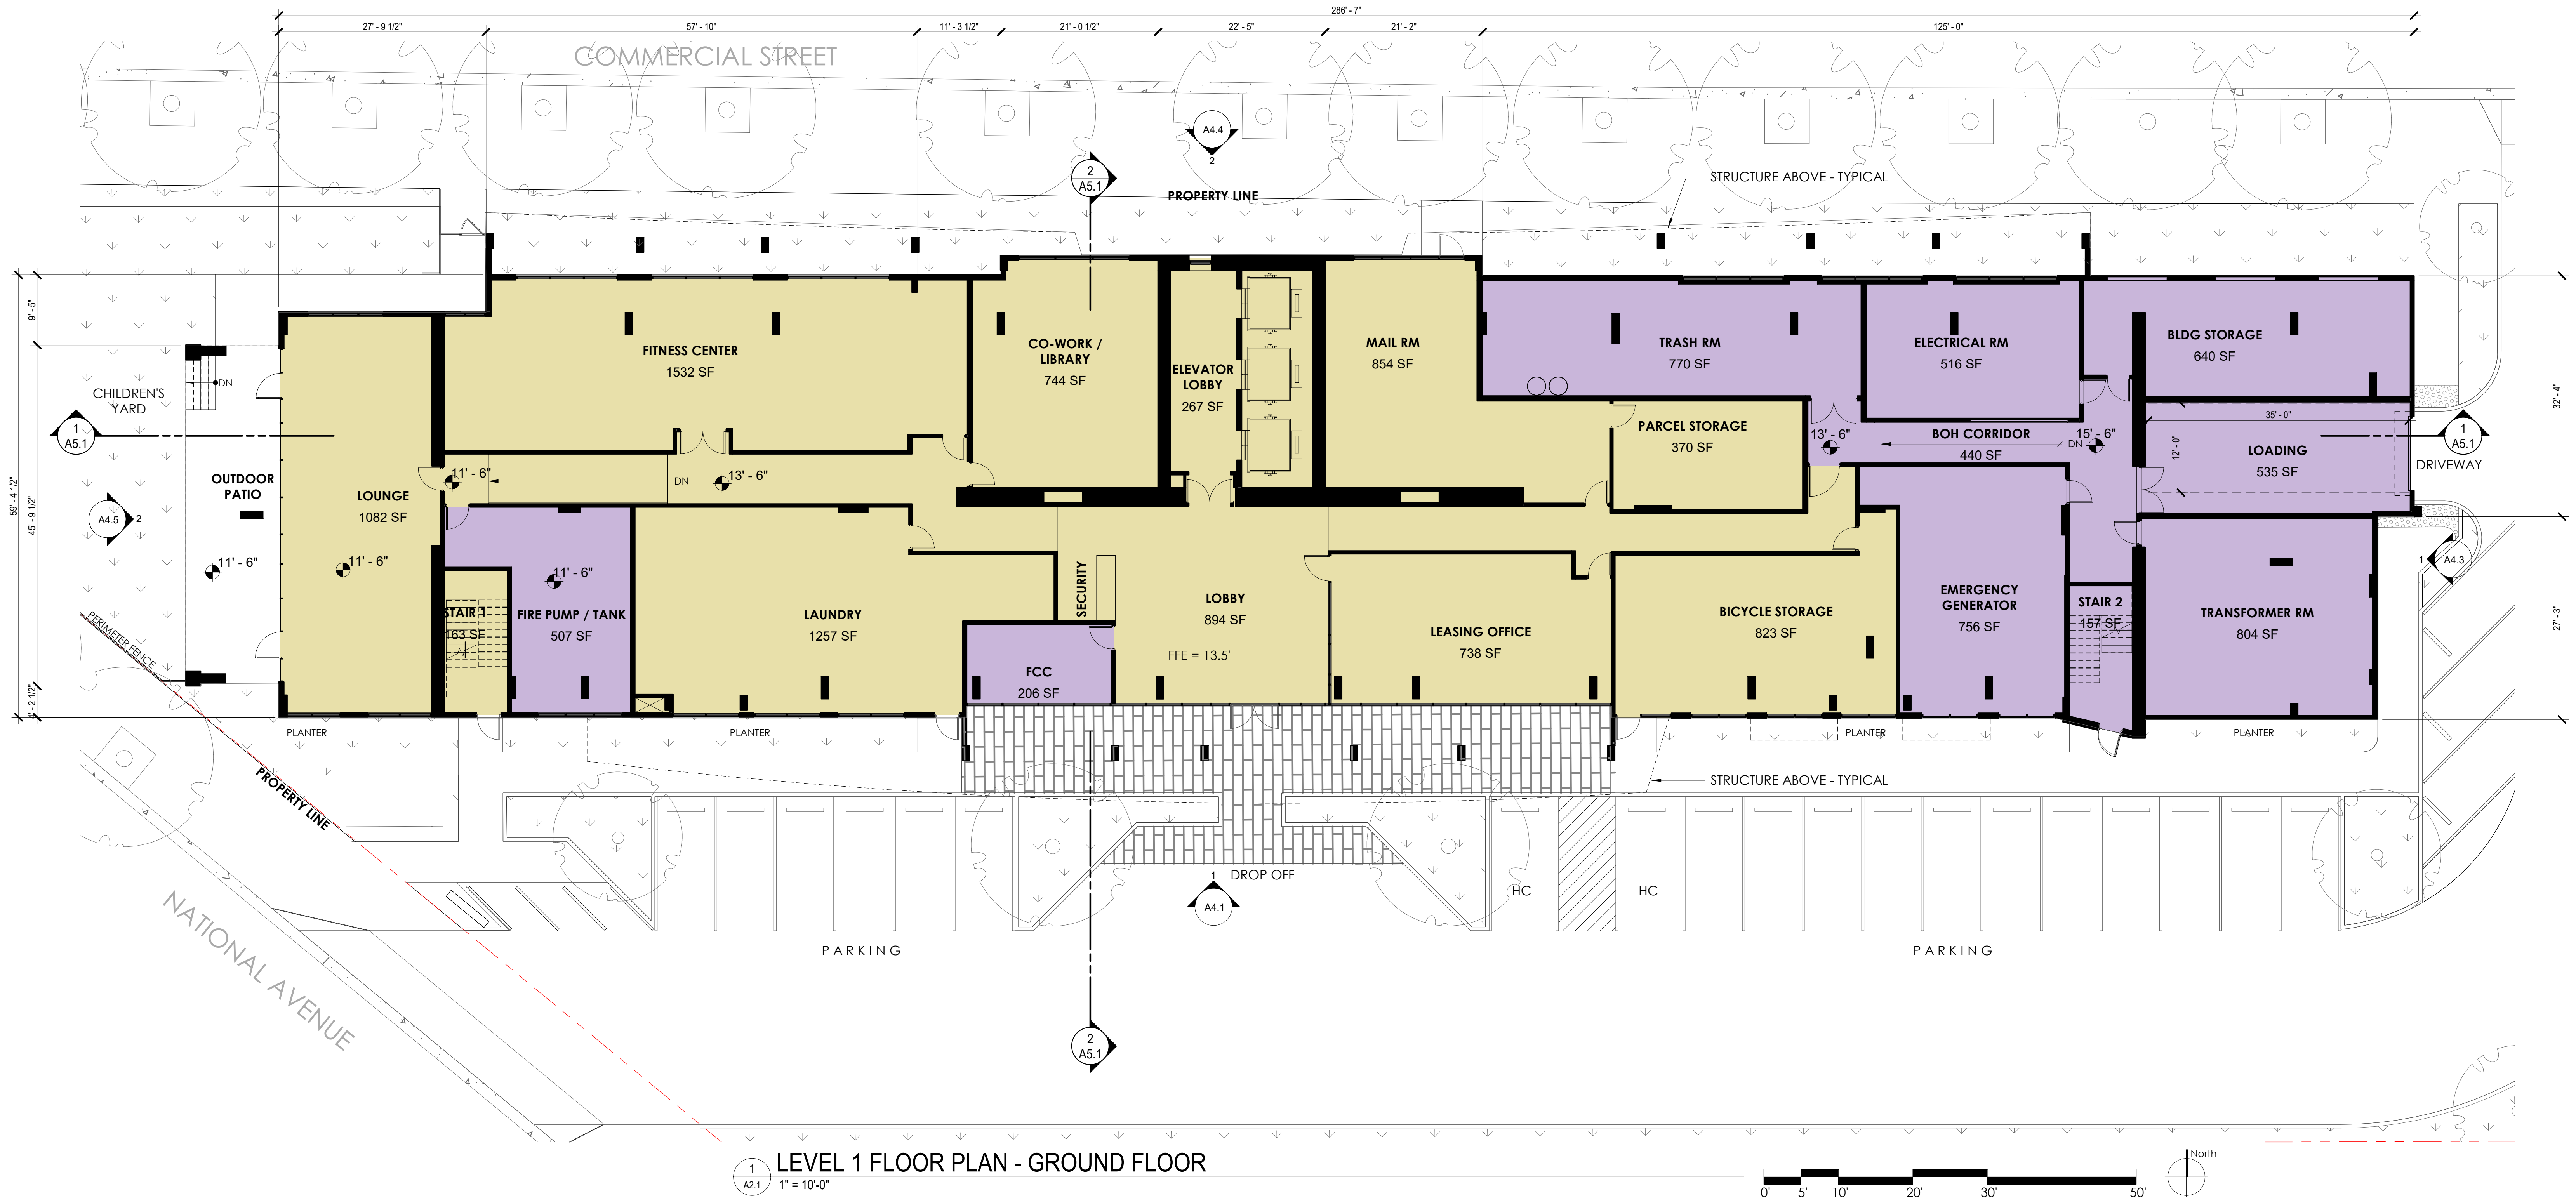 286' - 7"
27' - 9 1/2"
57' - 10"
11' - 3 1/2"
21' - 0 1/2"
22' - 5"
21' - 2"
125' - 0"
COMMERCIAL STREET
A4.4
2
2
A5.1
PROPERTY LINE
STRUCTURE ABOVE - TYPICAL
9' - 5"
59' - 4 1/2"
45' - 9 1/2"
4' - 2 1/2"
32' - 4"
27' - 3"
CHILDREN'S
YARD
DN
1
A5.1
OUTDOOR
PATIO
A4.5
2
11' - 6"
LOUNGE
1082 SF
11' - 6"
FITNESS CENTER
1532 SF
11' - 6"
DN
13' - 6"
CO-WORK /
LIBRARY
744 SF
ELEVATOR
LOBBY
267 SF
MAIL RM
854 SF
TRASH RM
770 SF
ELECTRICAL RM
516 SF
BLDG STORAGE
640 SF
PARCEL STORAGE
370 SF
13' - 6"
BOH CORRIDOR
440 SF
DN
15' - 6"
35' - 0"
12' - 0"
LOADING
535 SF
1
A5.1
DRIVEWAY
STAIR 1
163 SF
11' - 6"
FIRE PUMP / TANK
507 SF
LAUNDRY
1257 SF
SECURITY
LOBBY
894 SF
FFE = 13.5'
FCC
206 SF
LEASING OFFICE
738 SF
BICYCLE STORAGE
823 SF
EMERGENCY
GENERATOR
756 SF
STAIR 2
157 SF
TRANSFORMER RM
804 SF
1
A4.3
PERIMETER FENCE
PLANTER
PLANTER
PLANTER
PLANTER
PROPERTY LINE
STRUCTURE ABOVE - TYPICAL
DROP OFF
1
A4.1
HC
HC
PARKING
PARKING
NATIONAL AVENUE
2
A5.1
1
A2.1
LEVEL 1 FLOOR PLAN - GROUND FLOOR
1" = 10'-0"
0' 5' 10' 20' 30' 50'
North